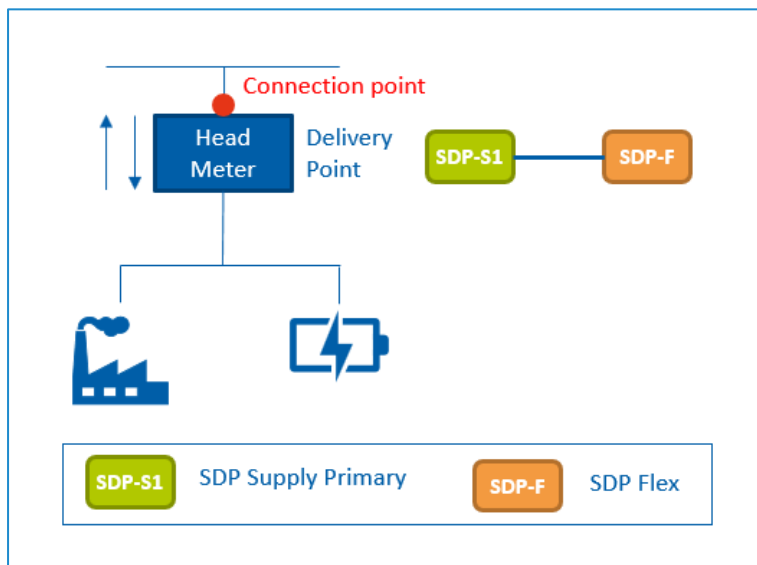 Connection point
Head
Meter
Delivery
Point
SDP-S1
SDP-F
SDP-S1
SDP Supply Primary
SDP-F
SDP Flex